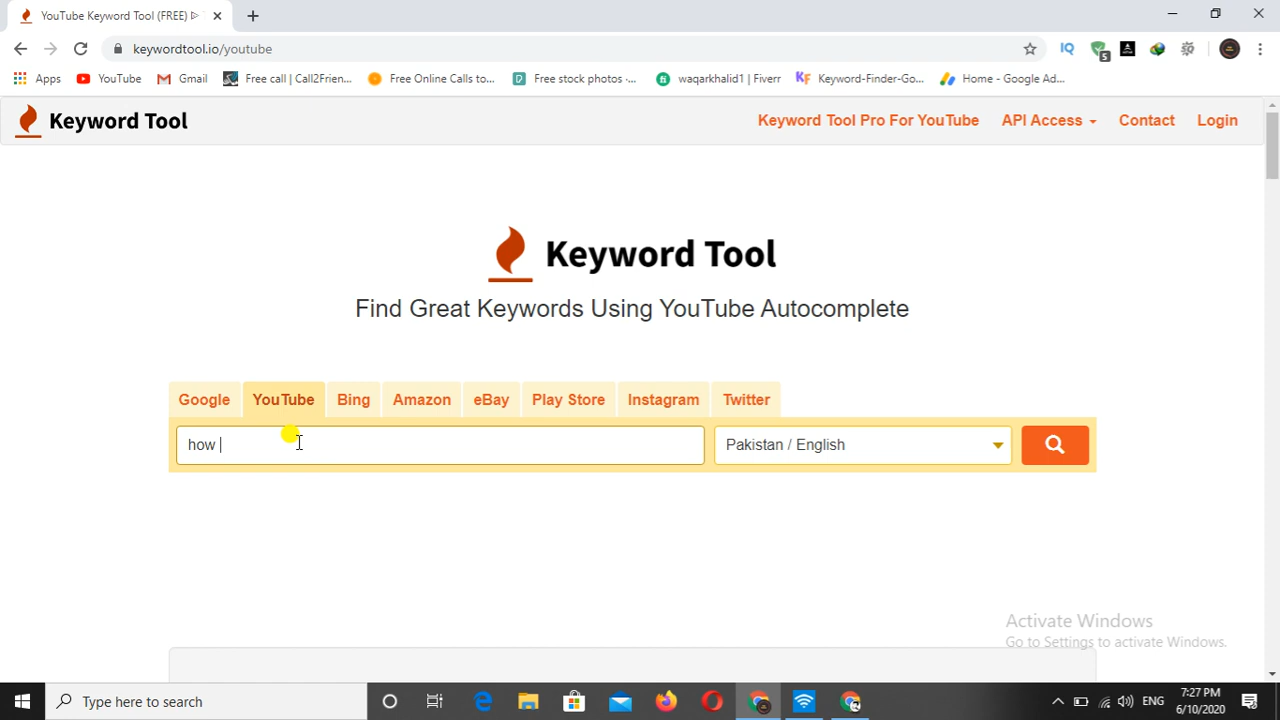 YouTube Keyword Tool (FREE) ᐅ
keywordtool.io/youtube
IQ
5
Apps
YouTube
Gmail
Free call | Call2Frien...
Free Online Calls to...
Free stock photos ·...
waqarkhalid1 | Fiverr
KF
Keyword-Finder-Go...
Home - Google Ad...
Keyword Tool
Keyword Tool Pro For YouTube
API Access
Contact
Login
Keyword Tool
Find Great Keywords Using YouTube Autocomplete
Google
YouTube
Bing
Amazon
eBay
Play Store
Instagram
Twitter
how
Pakistan / English
Activate Windows
Go to Settings to activate Windows.
Type here to search
ENG
7:27 PM
6/10/2020